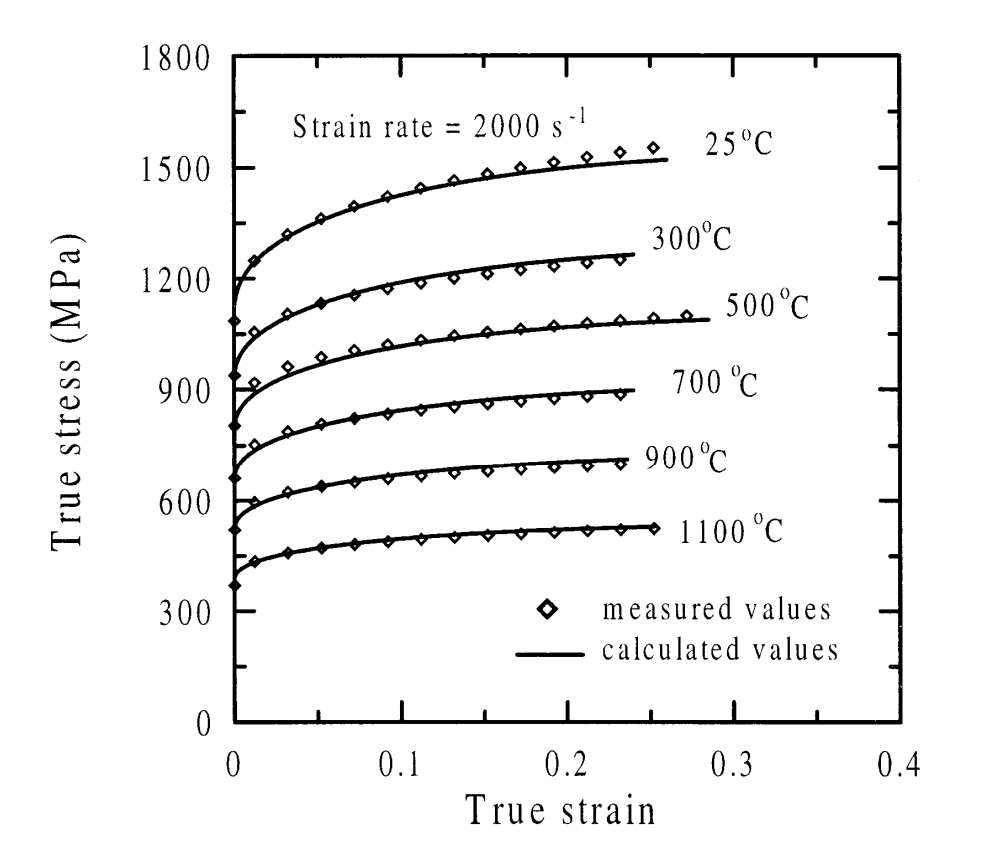 1800
Strain rate = 2000 s⁻¹
25°C
1500
300°C
1200
500°C
900
700 °C
900°C
600
1100 °C
300
measured values
calculated values
0
0 0.1 0.2 0.3 0.4
True strain
True stress (MPa)